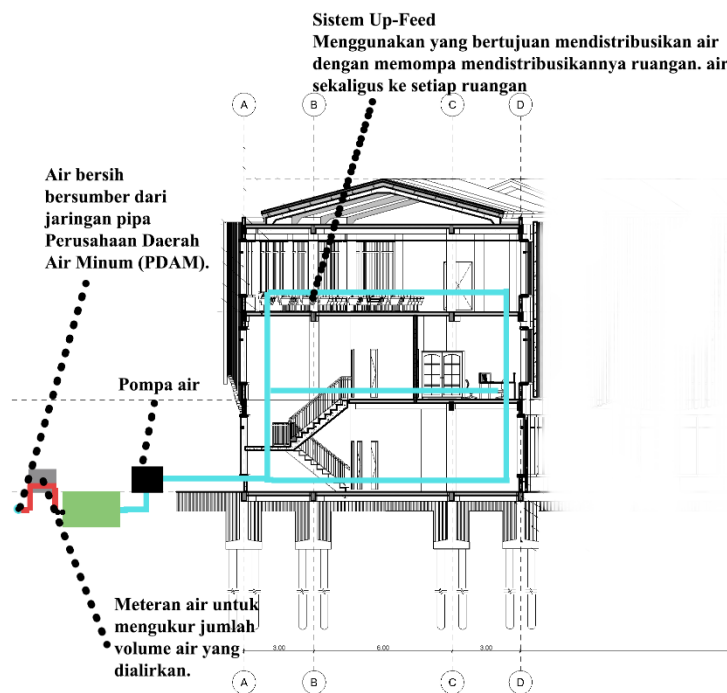 Sistem Up-Feed
Menggunakan yang bertujuan mendistribusikan air
dengan memompa mendistribusikannya ruangan. air
sekaligus ke setiap ruangan
A
B
C
D
Air bersih
bersumber dari
jaringan pipa
Perusahaan Daerah
Air Minum (PDAM).
Pompa air
Meteran air untuk
mengukur jumlah
volume air yang
dialirkan.
3.00
6.00
3.00
A
B
C
D